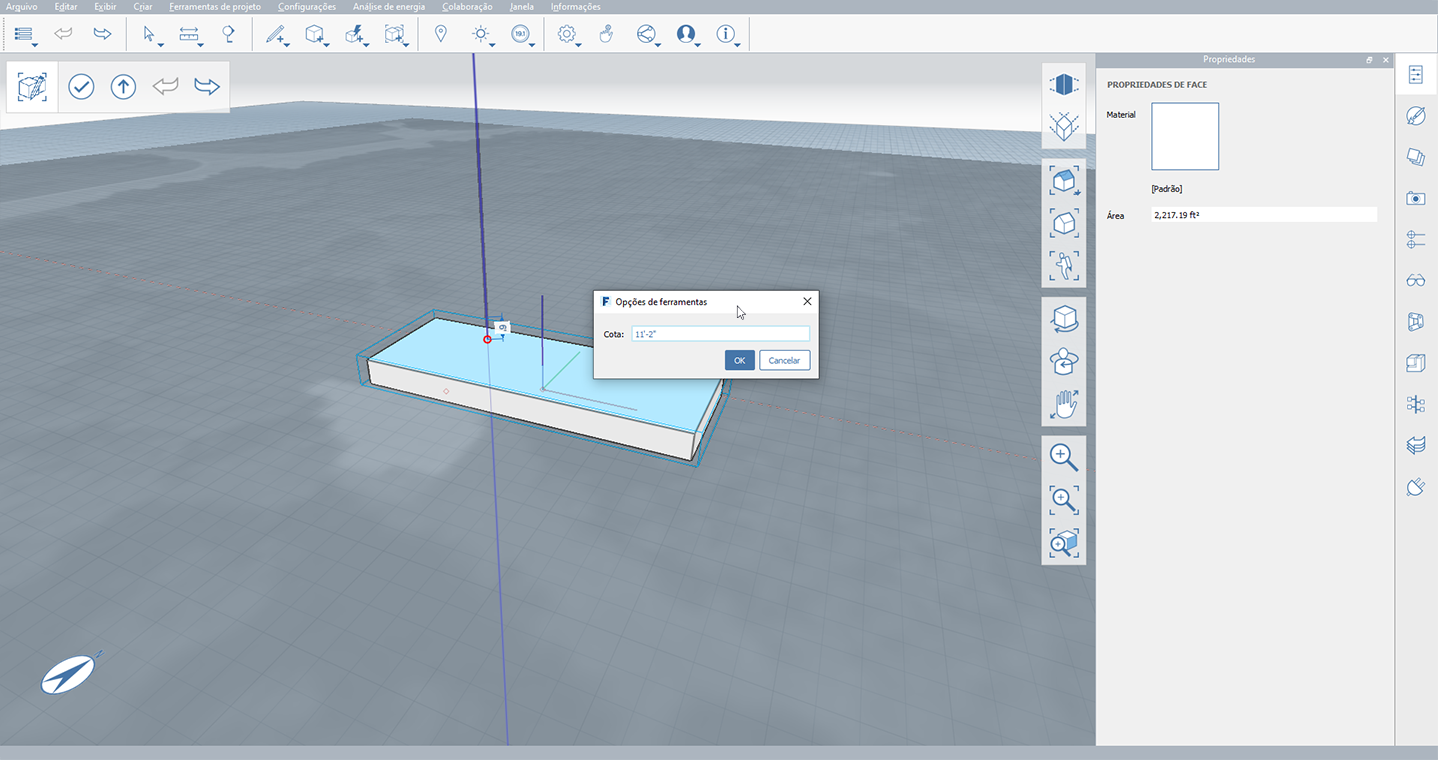 Arquivo Editar Exibir Criar Ferramentas de projeto Configurações Análise de energia Colaboração Janela Informações
191
Propriedades
PROPRIEDADES DE FACE
Material
[Padrão]
Área 2,217.19 ft²
F Opções de ferramentas
Cota: 11'-2"
OK Cancelar